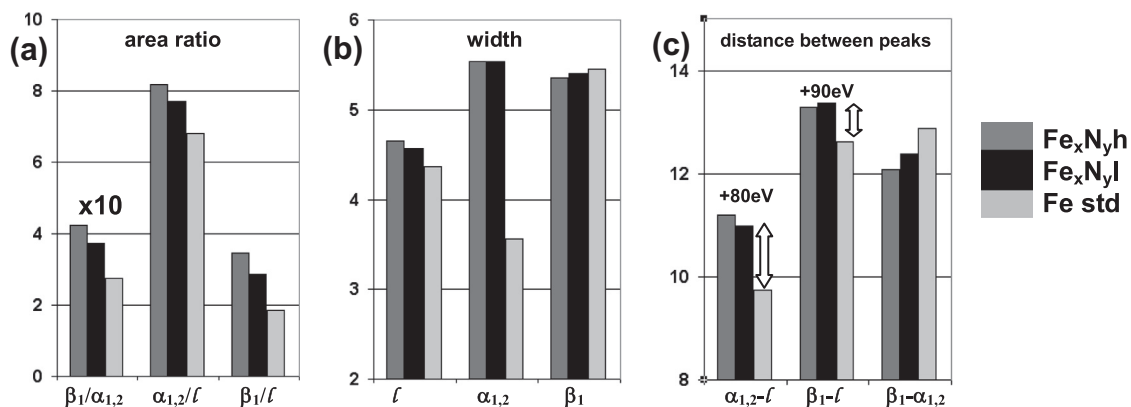 (a)
area ratio
10
8
6
4
2
0
x10
β₁/α₁,₂
α₁,₂/ℓ
β₁/ℓ
(b)
width
6
5
4
3
2
ℓ
α₁,₂
β₁
(c)
distance between peaks
14
12
10
8
+80eV
+90eV
α₁,₂-ℓ
β₁-ℓ
β₁-α₁,₂
FeₓNᵧh
FeₓNᵧl
Fe std